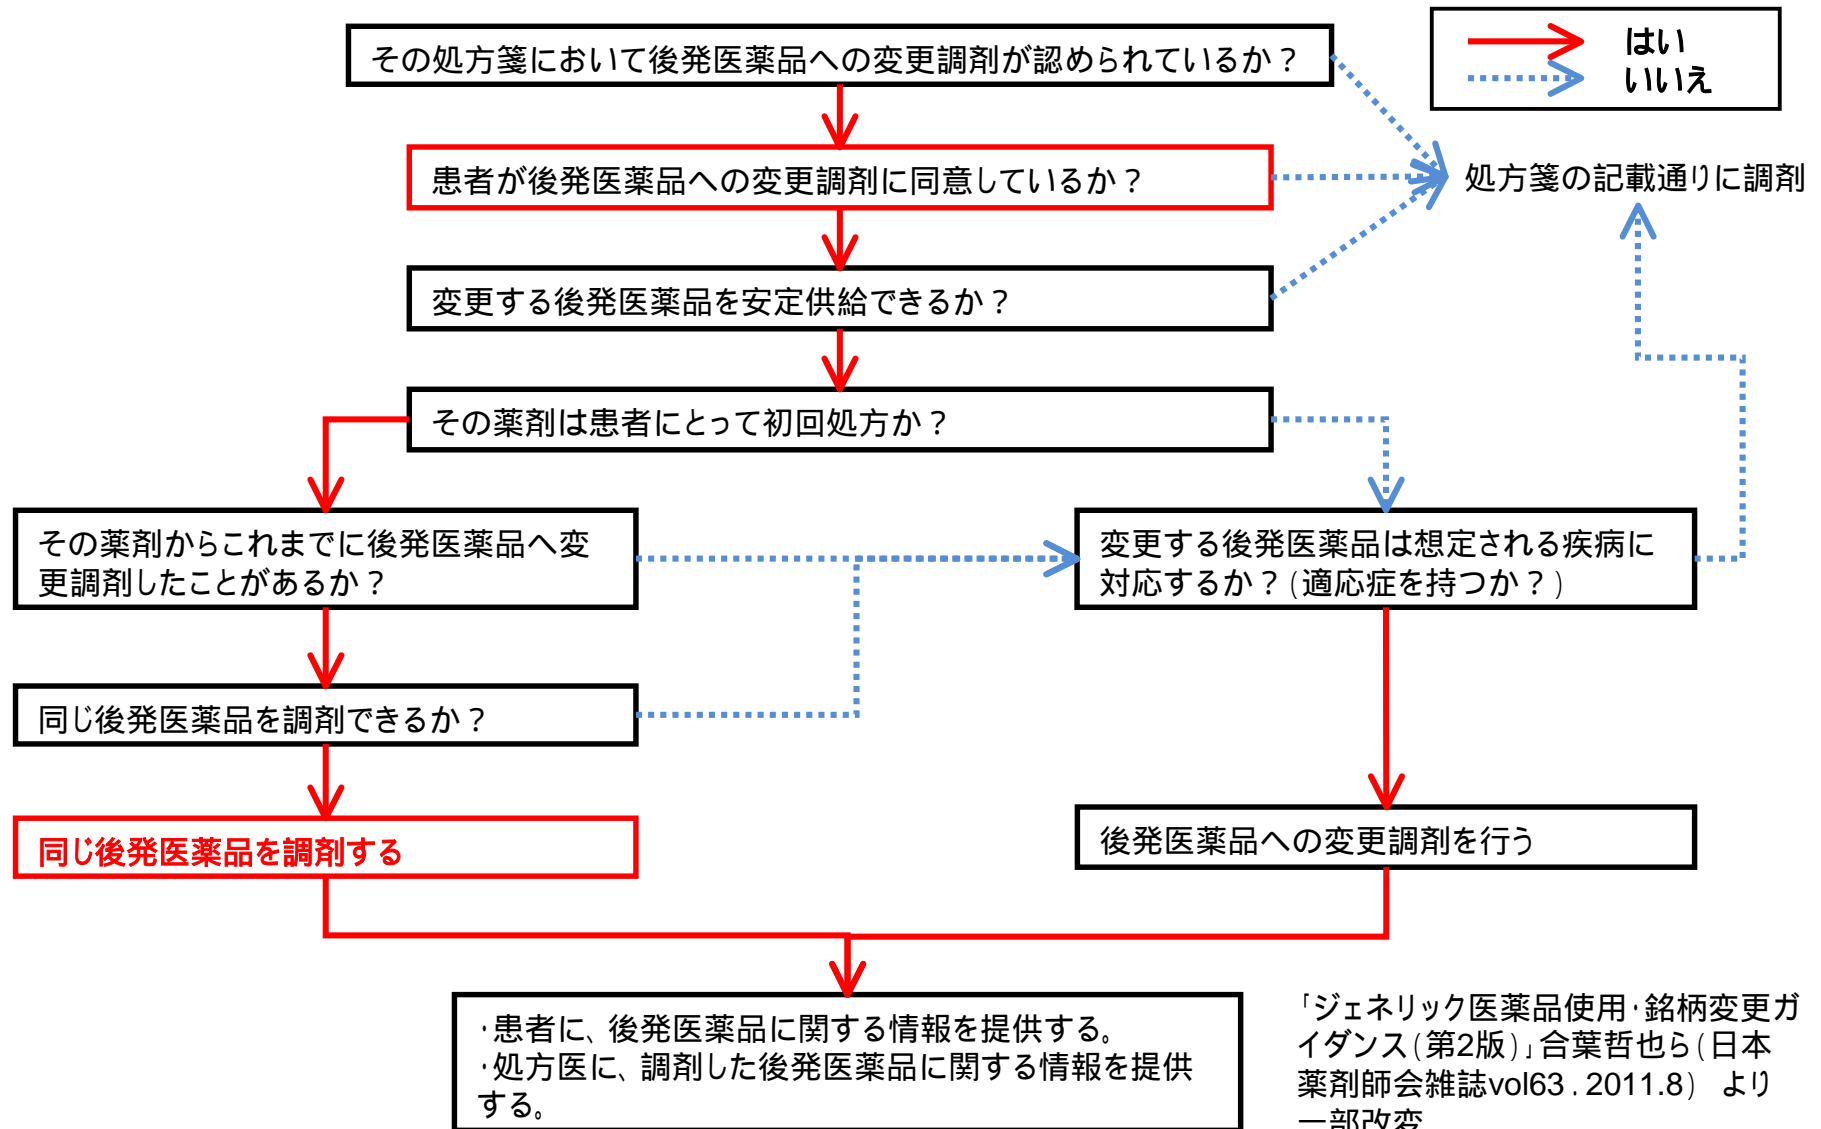 その処方箋において後発医薬品への変更調剤が認められているか？
はい
いいえ
患者が後発医薬品への変更調剤に同意しているか？
処方箋の記載通りに調剤
変更する後発医薬品を安定供給できるか？
その薬剤は患者にとって初回処方か？
その薬剤からこれまでに後発医薬品へ変
更調剤したことがあるか？
変更する後発医薬品は想定される疾病に
対応するか？(適応症を持つか？)
同じ後発医薬品を調剤できるか？
同じ後発医薬品を調剤する
後発医薬品への変更調剤を行う
・患者に、後発医薬品に関する情報を提供する。
・処方医に、調剤した後発医薬品に関する情報を提供
する。
「ジェネリック医薬品使用・銘柄変更ガ
イダンス(第2版)」合葉哲也ら(日本
薬剤師会雑誌vol63．2011.8)　より
一部改変